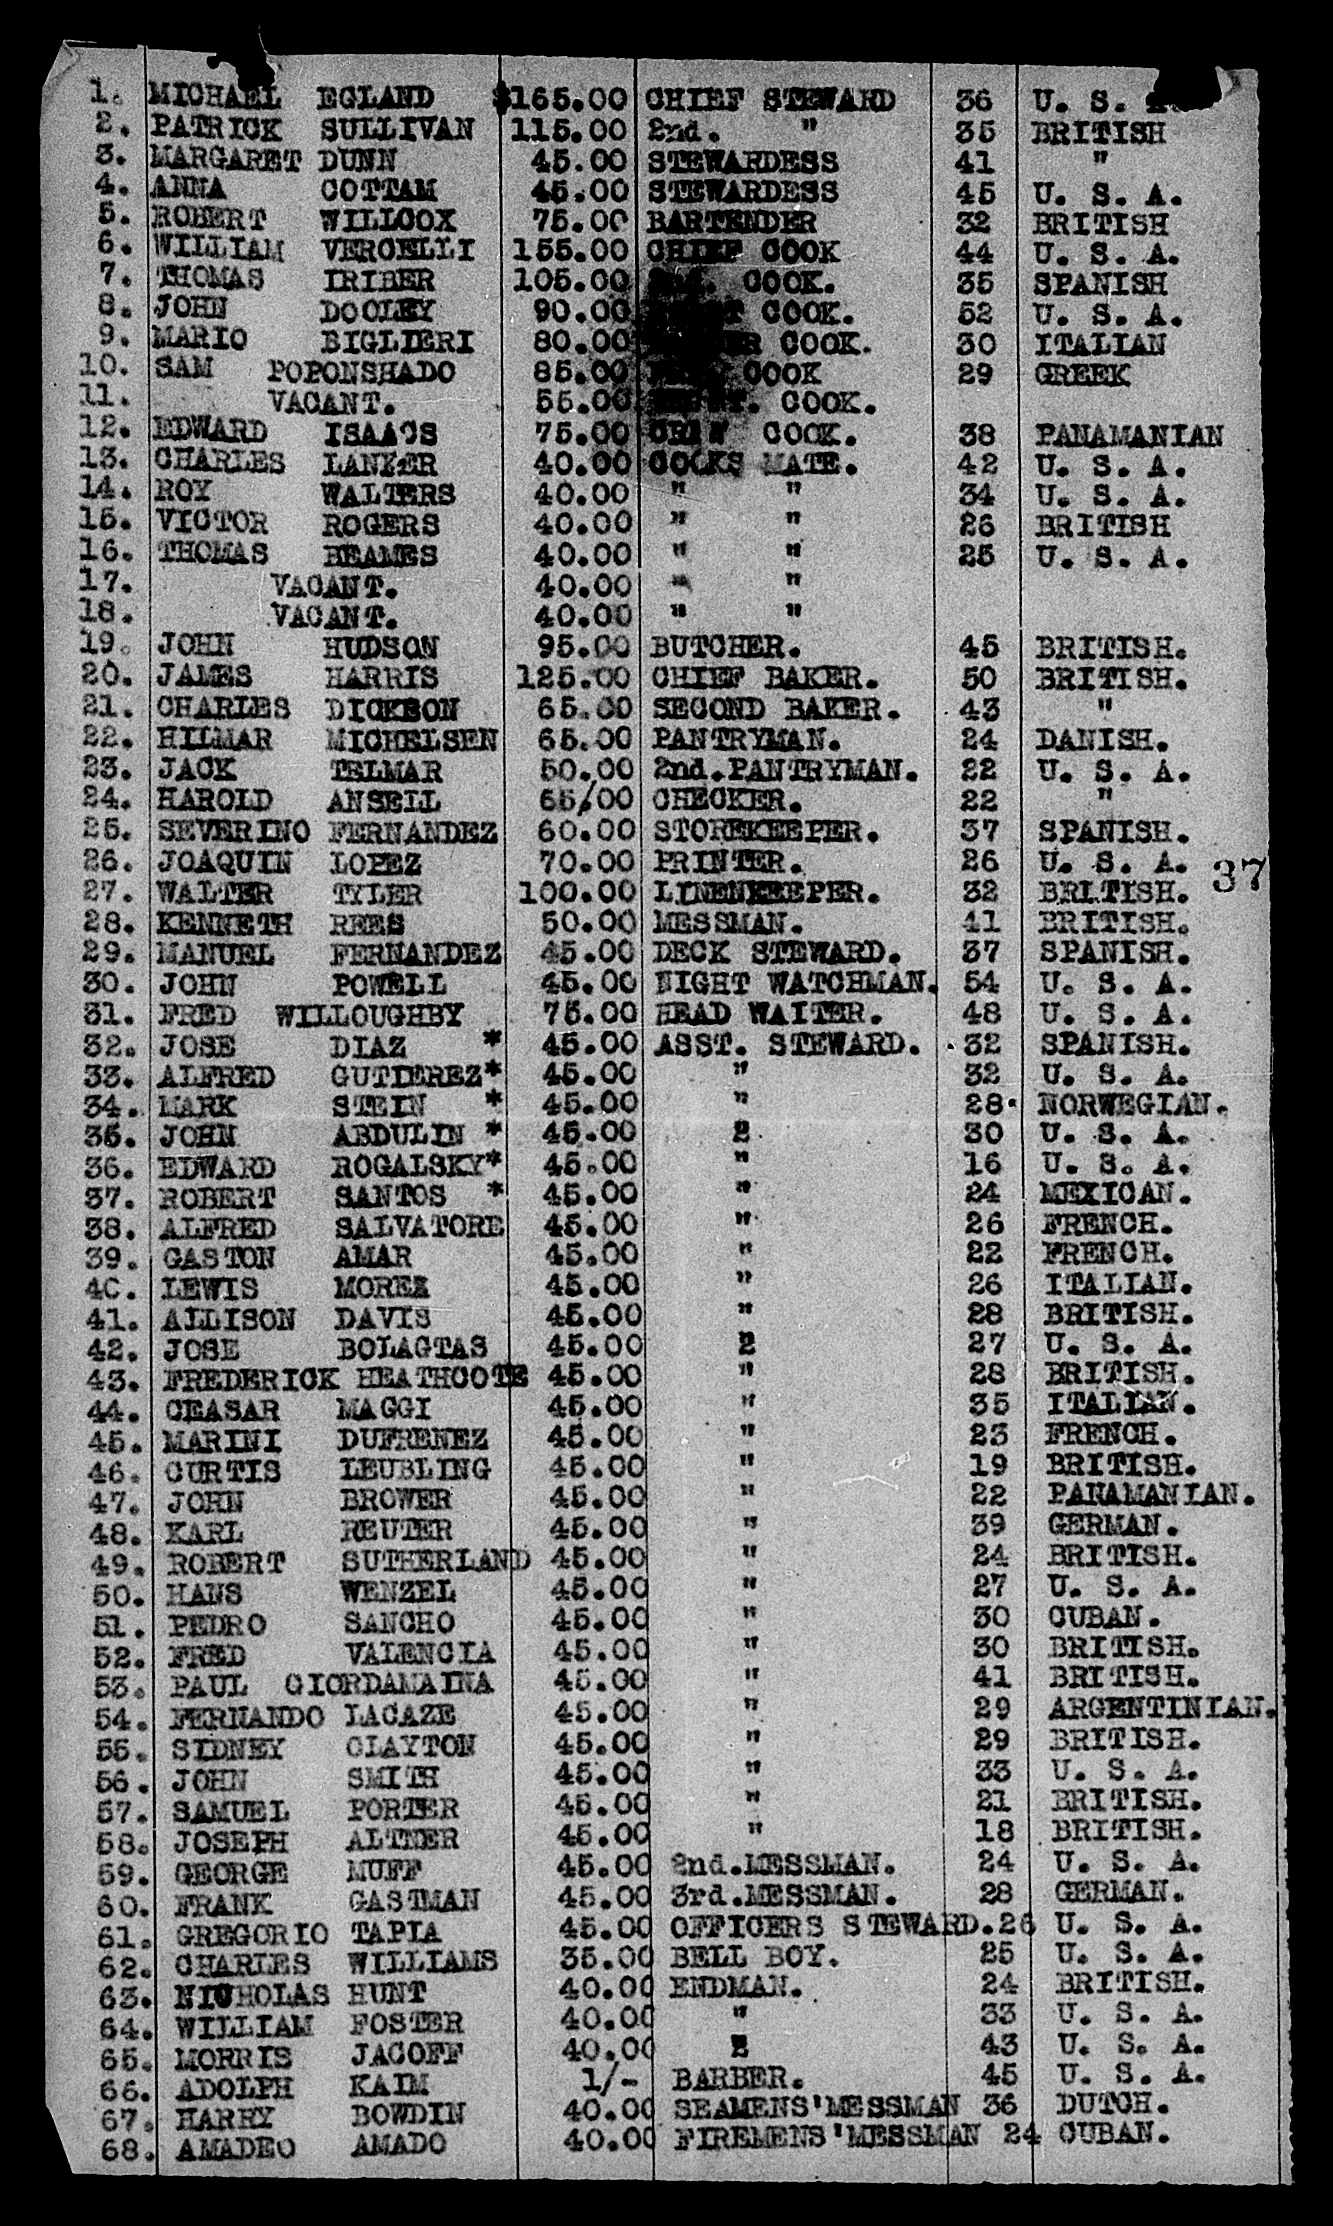 1. MICHAEL EGLAND $165.00 CHIEF STEWARD 36 U. S. A.
2. PATRICK SULLIVAN 115.00 2nd. " 35 BRITISH
3. MARGARET DUNN 45.00 STEWARDESS 41 "
4. ANNA COTTAM 45.00 STEWARDESS 45 U. S. A.
5. ROBERT WILLCOX 75.00 BARTENDER 32 BRITISH
6. WILLIAM VERCELLI 155.00 CHIEF COOK 44 U. S. A.
7. THOMAS IRIBER 105.00 2nd. COOK. 35 SPANISH
8. JOHN DOOLEY 90.00 COOK. 52 U. S. A.
9. MARIO BIGLIERI 80.00 COOK. 30 ITALIAN
10. SAM POPONSHADO 85.00 COOK 29 GREEK
11. VACANT. 55.00 COOK.
12. EDWARD ISAACS 75.00 CREW COOK. 38 PANAMANIAN
13. CHARLES LANKER 40.00 COOKS MATE. 42 U. S. A.
14. ROY WALTERS 40.00 " " 34 U. S. A.
15. VICTOR ROGERS 40.00 " " 26 BRITISH
16. THOMAS BEAMES 40.00 " " 25 U. S. A.
17. VACANT. 40.00 " "
18. VACANT. 40.00 " "
19. JOHN HUDSON 95.00 BUTCHER. 45 BRITISH.
20. JAMES HARRIS 125.00 CHIEF BAKER. 50 BRITISH.
21. CHARLES DICKSON 65.00 SECOND BAKER. 43 "
22. HILMAR MICHELSEN 65.00 PANTRYMAN. 24 DANISH.
23. JACK TELMAR 50.00 2nd.PANTRYMAN. 22 U. S. A.
24. HAROLD ANSELL 65/00 CHECKER. 22 "
25. SEVERINO FERNANDEZ 60.00 STOREKEEPER. 37 SPANISH.
26. JOAQUIN LOPEZ 70.00 PRINTER. 26 U. S. A. 37
27. WALTER TYLER 100.00 LINENKEEPER. 32 BRITISH.
28. KENNETH REES 50.00 MESSMAN. 41 BRITISH.
29. MANUEL FERNANDEZ 45.00 DECK STEWARD. 37 SPANISH.
30. JOHN POWELL 45.00 NIGHT WATCHMAN. 54 U. S. A.
31. FRED WILLOUGHBY 75.00 HEAD WAITER. 48 U. S. A.
32. JOSE DIAZ * 45.00 ASST. STEWARD. 32 SPANISH.
33. ALFRED GUTIEREZ* 45.00 " 32 U. S. A.
34. MARK STEIN * 45.00 " 28 NORWEGIAN.
35. JOHN ABDULIN * 45.00 2 30 U. S. A.
36. EDWARD ROGALSKY* 45.00 " 16 U. S. A.
37. ROBERT SANTOS * 45.00 " 24 MEXICAN.
38. ALFRED SALVATORE 45.00 " 26 FRENCH.
39. GASTON AMAR 45.00 " 22 FRENCH.
40. LEWIS MOREA 45.00 " 26 ITALIAN.
41. ALLISON DAVIS 45.00 " 28 BRITISH.
42. JOSE BOLAGTAS 45.00 2 27 U. S. A.
43. FREDERICK HEATHCOTE 45.00 " 28 BRITISH.
44. CEASAR MAGGI 45.00 " 35 ITALIAN.
45. MARINI DUFRENEZ 45.00 " 23 FRENCH.
46. CURTIS LEUBLING 45.00 " 19 BRITISH.
47. JOHN BROWER 45.00 " 22 PANAMANIAN.
48. KARL REUTER 45.00 " 39 GERMAN.
49. ROBERT SUTHERLAND 45.00 " 24 BRITISH.
50. HANS WENZEL 45.00 " 27 U. S. A.
51. PEDRO SANCHO 45.00 " 30 CUBAN.
52. FRED VALENCIA 45.00 " 30 BRITISH.
53. PAUL GIORDAMAINA 45.00 " 41 BRITISH.
54. FERNANDO LACAZE 45.00 " 29 ARGENTINIAN.
55. SIDNEY CLAYTON 45.00 " 29 BRITISH.
56. JOHN SMITH 45.00 " 33 U. S. A.
57. SAMUEL PORTER 45.00 " 21 BRITISH.
58. JOSEPH ALTNER 45.00 " 18 BRITISH.
59. GEORGE MUFF 45.00 2nd.MESSMAN. 24 U. S. A.
60. FRANK GASTMAN 45.00 3rd.MESSMAN. 28 GERMAN.
61. GREGORIO TAPIA 45.00 OFFICERS STEWARD. 26 U. S. A.
62. CHARLES WILLIAMS 35.00 BELL BOY. 25 U. S. A.
63. NICHOLAS HUNT 40.00 ENDMAN. 24 BRITISH.
64. WILLIAM FOSTER 40.00 " 33 U. S. A.
65. MORRIS JACOFF 40.00 2 43 U. S. A.
66. ADOLPH KAIM 1/- BARBER. 45 U. S. A.
67. HARRY BOWDIN 40.00 SEAMENS'MESSMAN 36 DUTCH.
68. AMADEO AMADO 40.00 FIREMENS'MESSMAN 24 CUBAN.